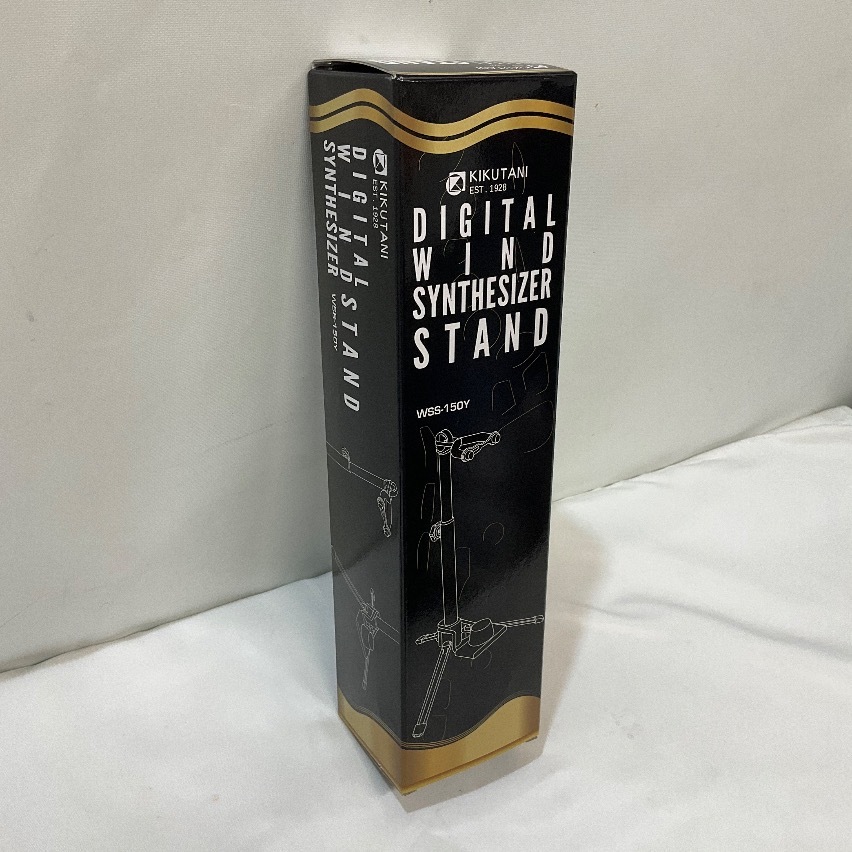 KIKUTANI
EST. 1928
DIGITAL
WIND
SYNTHESIZER
STAND
WSS-150Y
KIKUTANI
EST. 1928
DIGITAL
WIND STAND
SYNTHESIZER WSS-150Y